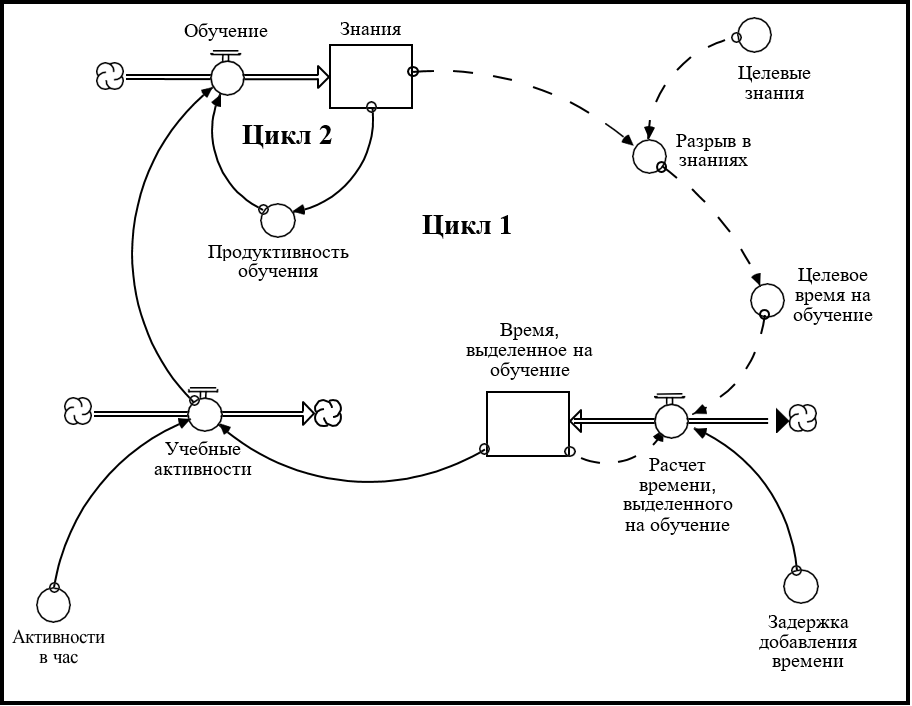 Обучение
Знания
Целевые
знания
Цикл 2
Разрыв в
знаниях
Цикл 1
Продуктивность
обучения
Целевое
время на
обучение
Время,
выделенное на
обучение
Учебные
активности
Расчет
времени,
выделенного
на обучение
Активности
в час
Задержка
добавления
времени